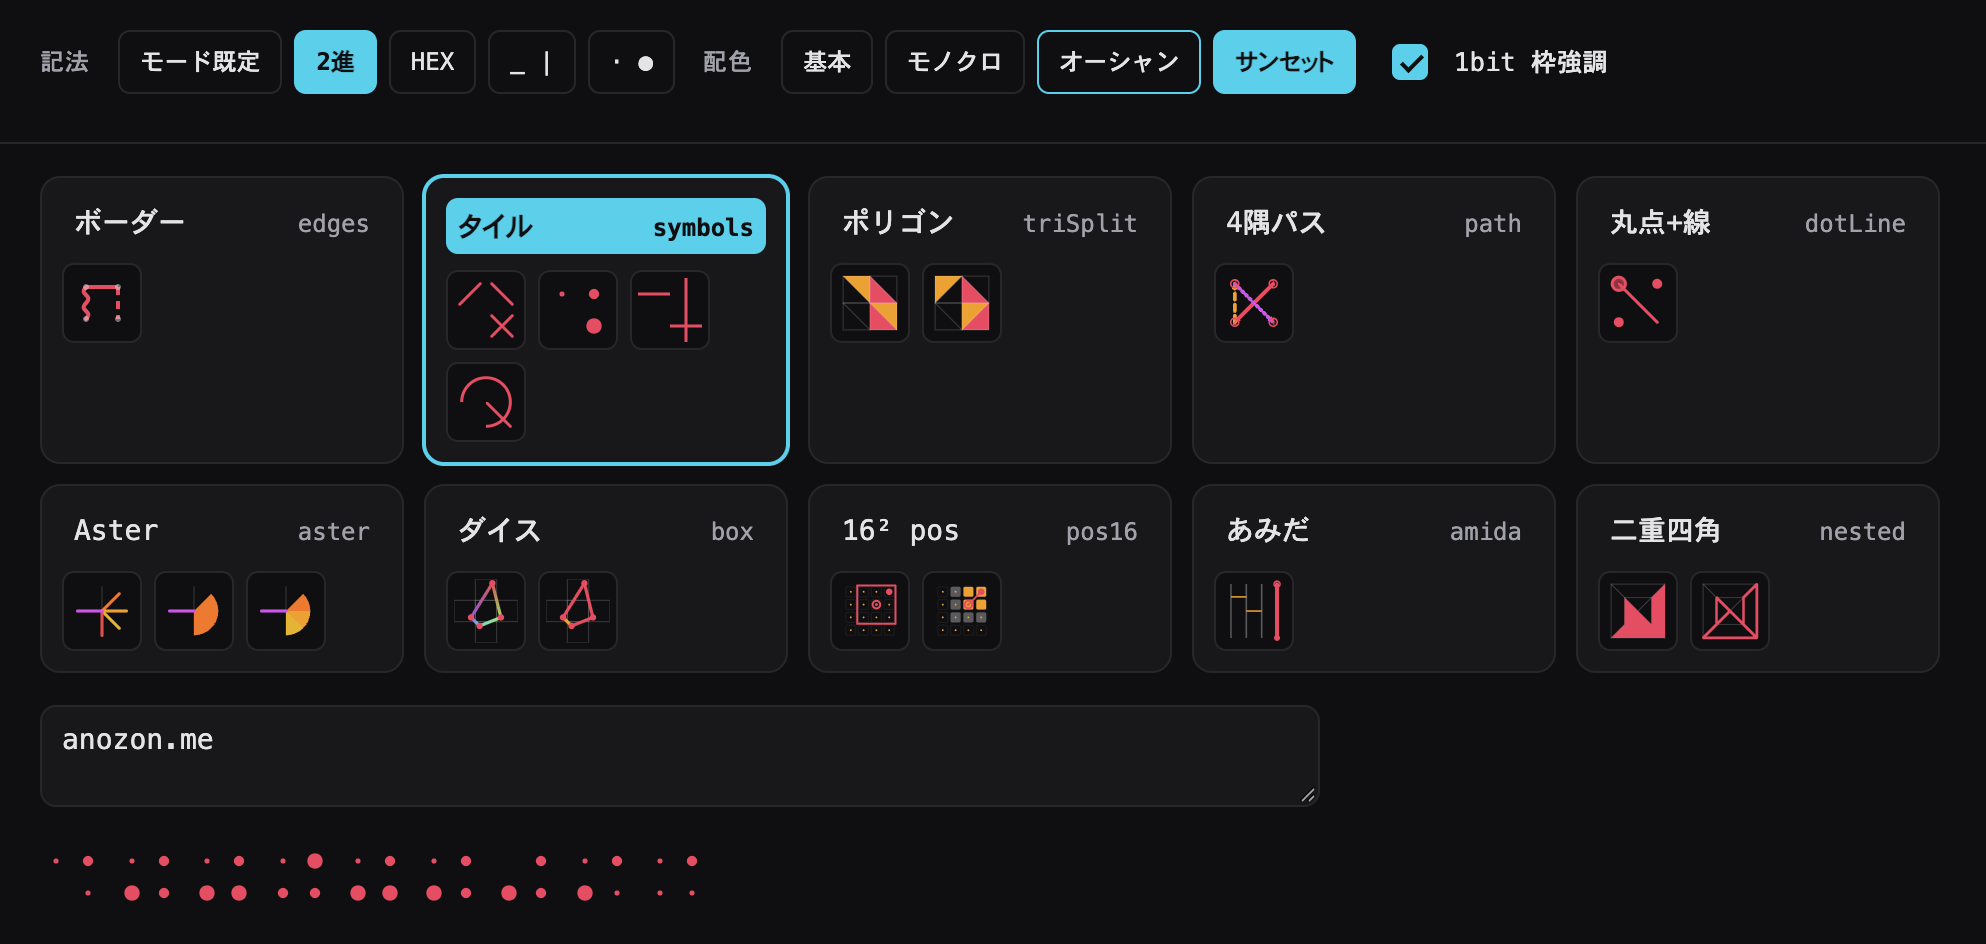 記法 モード既定 2進 HEX _ | · ● 配色 基本 モノクロ オーシャン サンセット 1bit 枠強調
ボーダー edges タイル symbols ポリゴン triSplit 4隅パス path 丸点+線 dotLine
Aster aster ダイス box 16² pos pos16 あみだ amida 二重四角 nested
anozon.me